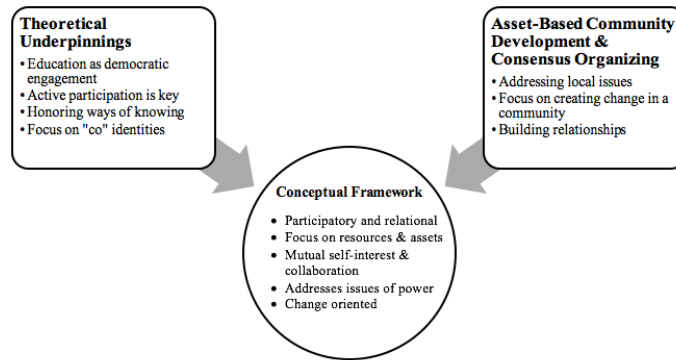 Theoretical
Underpinnings
• Education as democratic
engagement
• Active participation is key
• Honoring ways of knowing
• Focus on "co" identities
Asset-Based Community
Development &
Consensus Organizing
• Addressing local issues
• Focus on creating change in a
community
• Building relationships
Conceptual Framework
• Participatory and relational
• Focus on resources & assets
• Mutual self-interest &
collaboration
• Addresses issues of power
• Change oriented